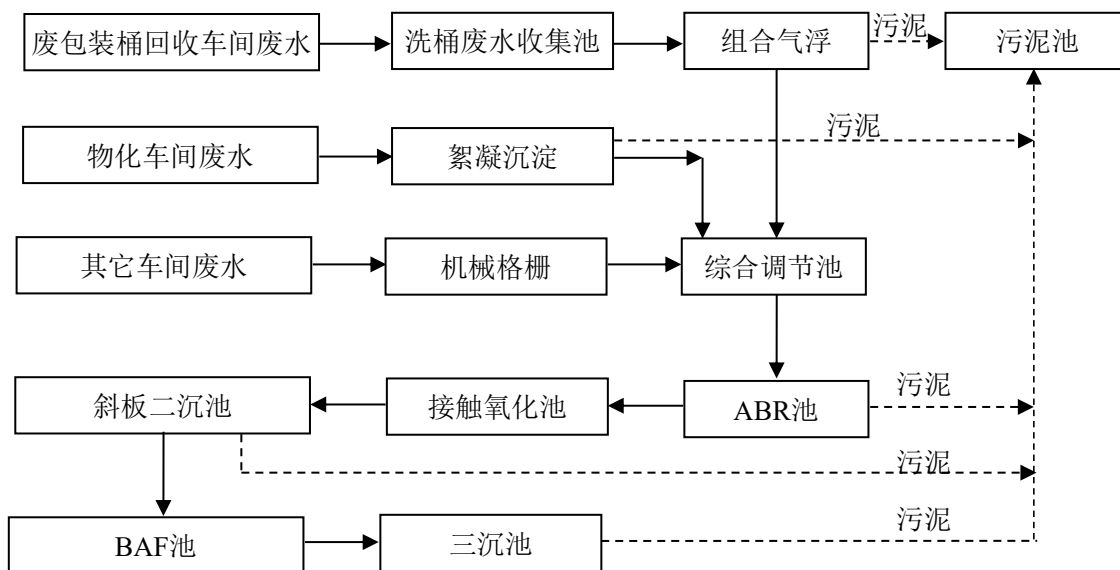 废包装桶回收车间废水
洗桶废水收集池
组合气浮
污泥
污泥池
物化车间废水
絮凝沉淀
污泥
其它车间废水
机械格栅
综合调节池
斜板二沉池
接触氧化池
ABR池
污泥
污泥
BAF池
三沉池
污泥